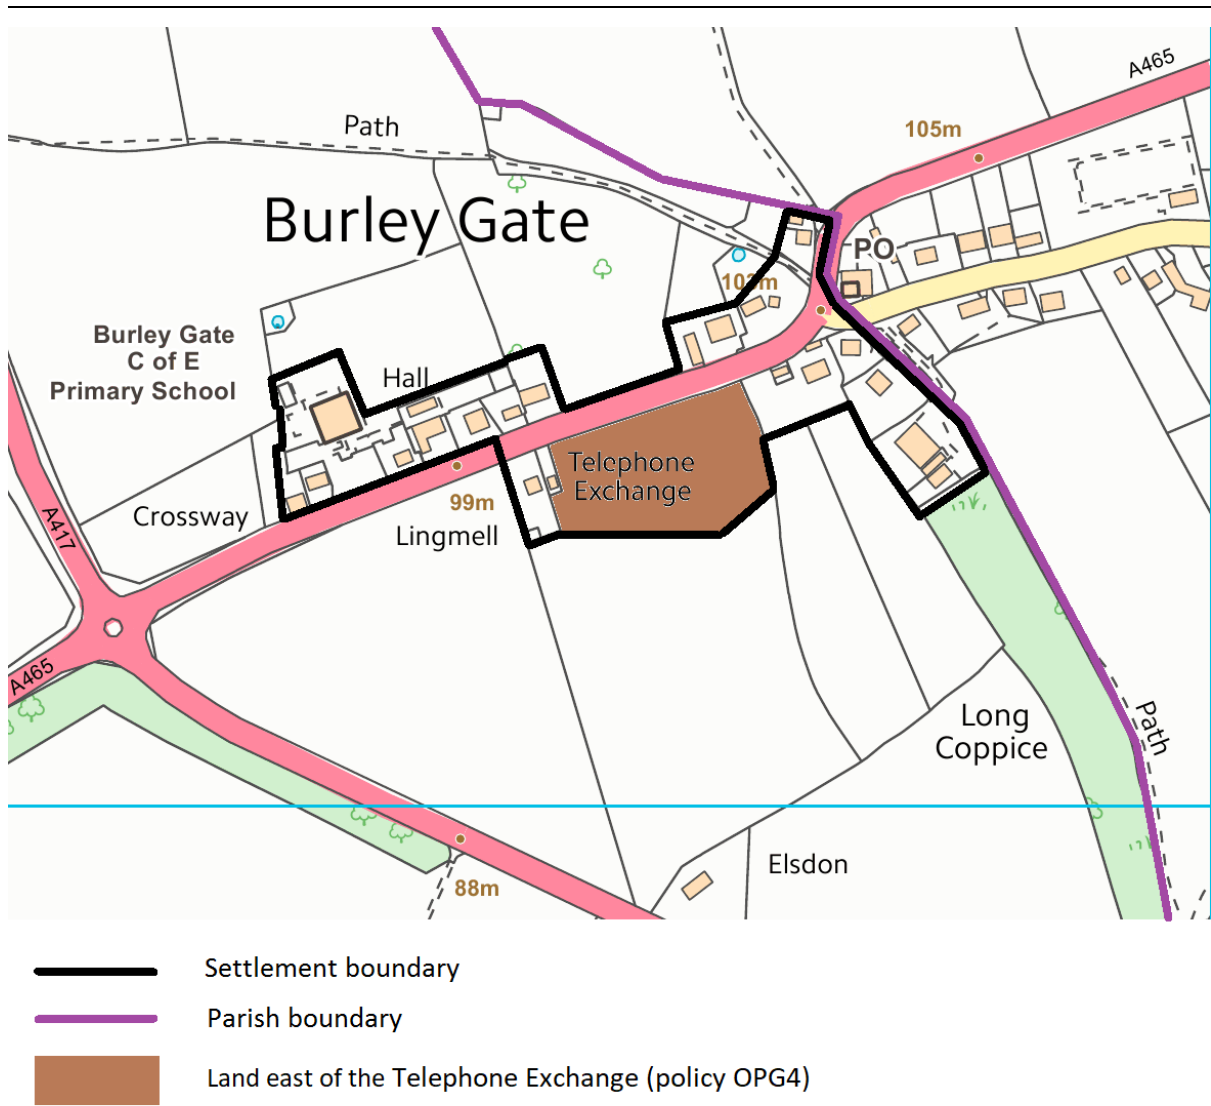 A465
Path
105m
Burley Gate
PO
102m
Burley Gate
C of E
Primary School
Hall
Telephone
Exchange
99m
Crossway
Lingmell
A417
A465
Long
Coppice
Path
Elsdon
88m
Settlement boundary
Parish boundary
Land east of the Telephone Exchange (policy OPG4)